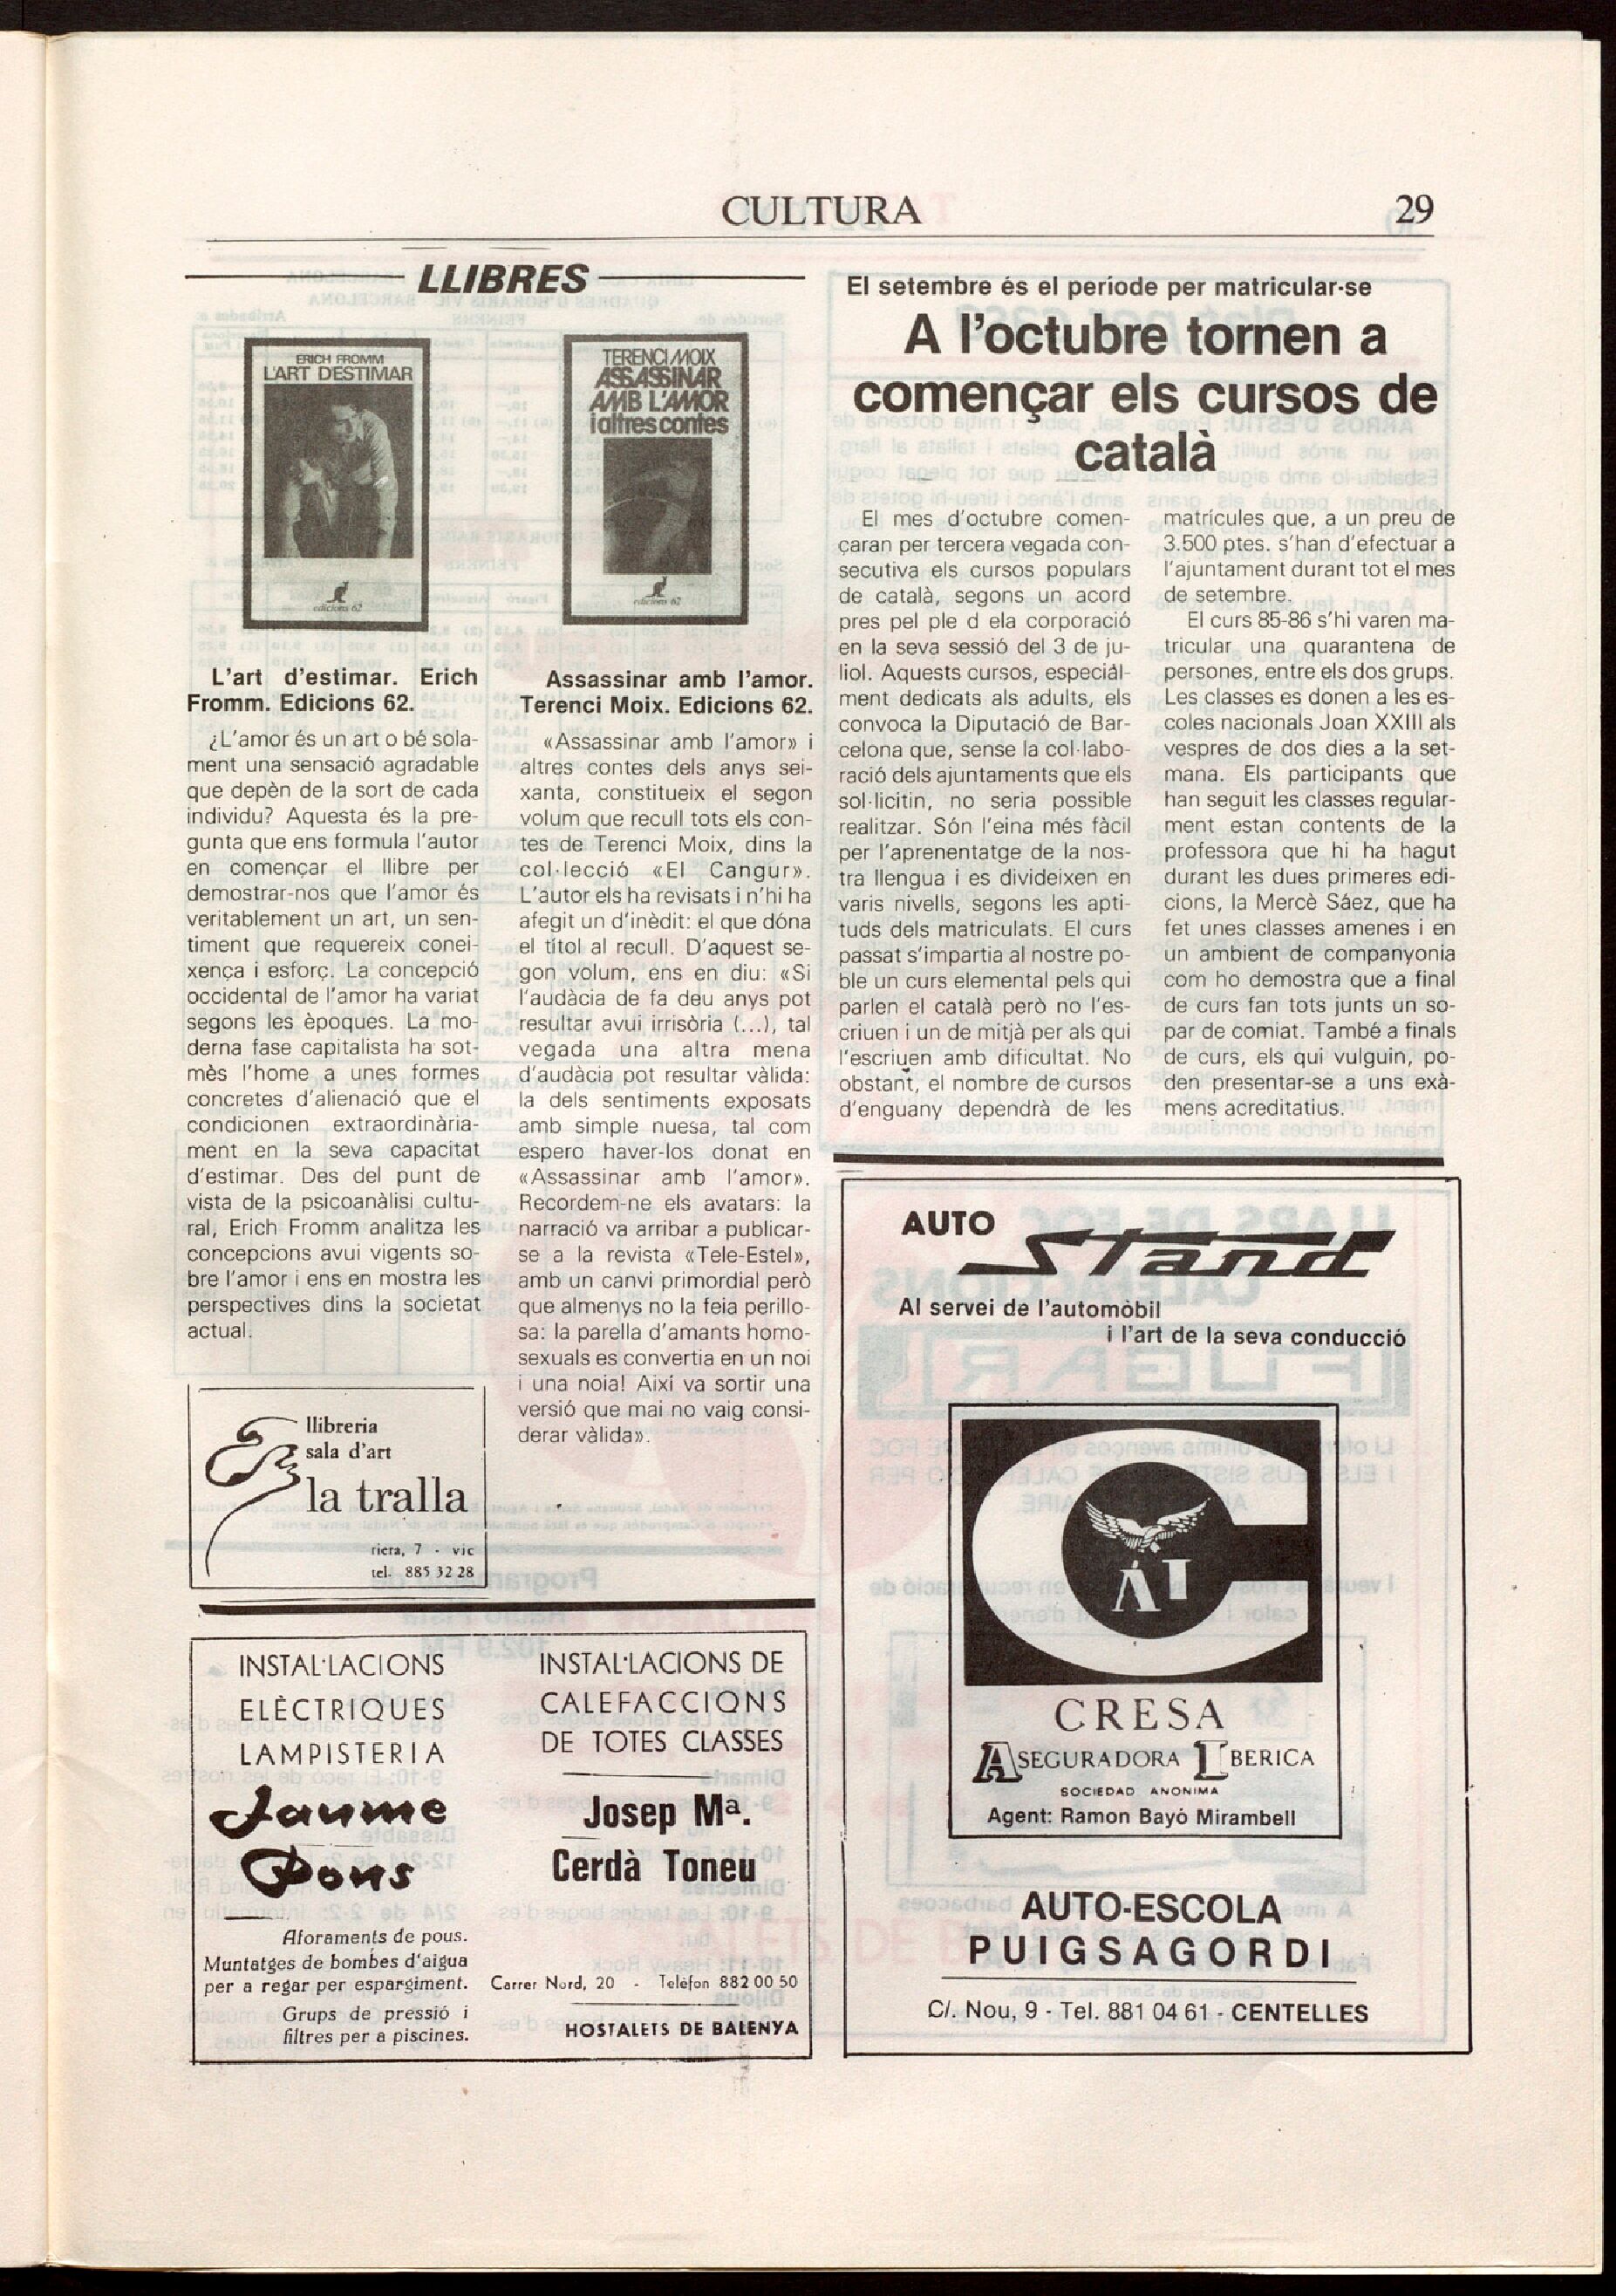 CULTURA
29
LLIBRES
ERICH FROMM
L'ART D'ESTIMAR
edicions 62
TERENCI MOIX
ASSASSINAR
AMB L'AMOR
i altres contes
edicions 62
L'art d'estimar. Erich
Fromm. Edicions 62.
¿L'amor és un art o bé sola-
ment una sensació agradable
que depèn de la sort de cada
individu? Aquesta és la pre-
gunta que ens formula l'autor
en començar el llibre per
demostrar-nos que l'amor és
veritablement un art, un sen-
timent que requereix conei-
xença i esforç. La concepció
occidental de l'amor ha variat
segons les èpoques. La mo-
derna fase capitalista ha sot-
mès l'home a unes formes
concretes d'alienació que el
condicionen extraordinària-
ment en la seva capacitat
d'estimar. Des del punt de
vista de la psicoanàlisi cultu-
ral, Erich Fromm analitza les
concepcions avui vigents so-
bre l'amor i ens en mostra les
perspectives dins la societat
actual.
Assassinar amb l'amor.
Terenci Moix. Edicions 62.
«Assassinar amb l'amor» i
altres contes dels anys sei-
xanta, constitueix el segon
volum que recull tots els con-
tes de Terenci Moix, dins la
col·lecció «El Cangur».
L'autor els ha revisats i n'hi ha
afegit un d'inèdit: el que dóna
el títol al recull. D'aquest se-
gon volum, ens en diu: «Si
l'audàcia de fa deu anys pot
resultar avui irrisòria (...), tal
vegada una altra mena
d'audàcia pot resultar vàlida:
la dels sentiments exposats
amb simple nuesa, tal com
espero haver-los donat en
«Assassinar amb l'amor».
Recordem-ne els avatars: la
narració va arribar a publicar-
se a la revista «Tele-Estel»,
amb un canvi primordial però
que almenys no la feia perillo-
sa: la parella d'amants homo-
sexuals es convertia en un noi
i una noia! Així va sortir una
versió que mai no vaig consi-
derar vàlida».
El setembre és el període per matricular-se
A l'octubre tornen a
començar els cursos de
català
El mes d'octubre comen-
çaran per tercera vegada con-
secutiva els cursos populars
de català, segons un acord
pres pel ple d ela corporació
en la seva sessió del 3 de ju-
liol. Aquests cursos, especiàl-
ment dedicats als adults, els
convoca la Diputació de Bar-
celona que, sense la col·labo-
ració dels ajuntaments que els
sol·licitin, no seria possible
realitzar. Són l'eina més fàcil
per l'aprenentatge de la nos-
tra llengua i es divideixen en
varis nivells, segons les apti-
tuds dels matriculats. El curs
passat s'impartia al nostre po-
ble un curs elemental pels qui
parlen el català però no l'es-
criuen i un de mitjà per als qui
l'escriuen amb dificultat. No
obstant, el nombre de cursos
d'enguany dependrà de les
matrícules que, a un preu de
3.500 ptes. s'han d'efectuar a
l'ajuntament durant tot el mes
de setembre.
El curs 85-86 s'hi varen ma-
tricular una quarantena de
persones, entre els dos grups.
Les classes es donen a les es-
coles nacionals Joan XXIII als
vespres de dos dies a la set-
mana. Els participants que
han seguit les classes regular-
ment estan contents de la
professora que hi ha hagut
durant les dues primeres edi-
cions, la Mercè Sáez, que ha
fet unes classes amenes i en
un ambient de companyonia
com ho demostra que a final
de curs fan tots junts un so-
par de comiat. També a finals
de curs, els qui vulguin, po-
den presentar-se a uns exà-
mens acreditatius.
llibreria
sala d'art
la tralla
riera, 7 - vic
tel. 885 32 28
INSTAL·LACIONS
ELÈCTRIQUES
LAMPISTERIA
Jaume
Pons
Aforaments de pous.
Muntatges de bombes d'aigua
per a regar per espargiment.
Grups de pressió i
filtres per a piscines.
INSTAL·LACIONS DE
CALEFACCIONS
DE TOTES CLASSES
Josep Mª.
Cerdà Toneu
Carrer Nord, 20 - Telèfon 882 00 50
HOSTALETS DE BALENYA
AUTO
Stand
Al servei de l'automòbil
i l'art de la seva conducció
AI
CRESA
ASEGURADORA IBERICA
SOCIEDAD ANONIMA
Agent: Ramon Bayó Mirambell
AUTO-ESCOLA
PUIGSAGORDI
C/. Nou, 9 - Tel. 881 04 61 - CENTELLES